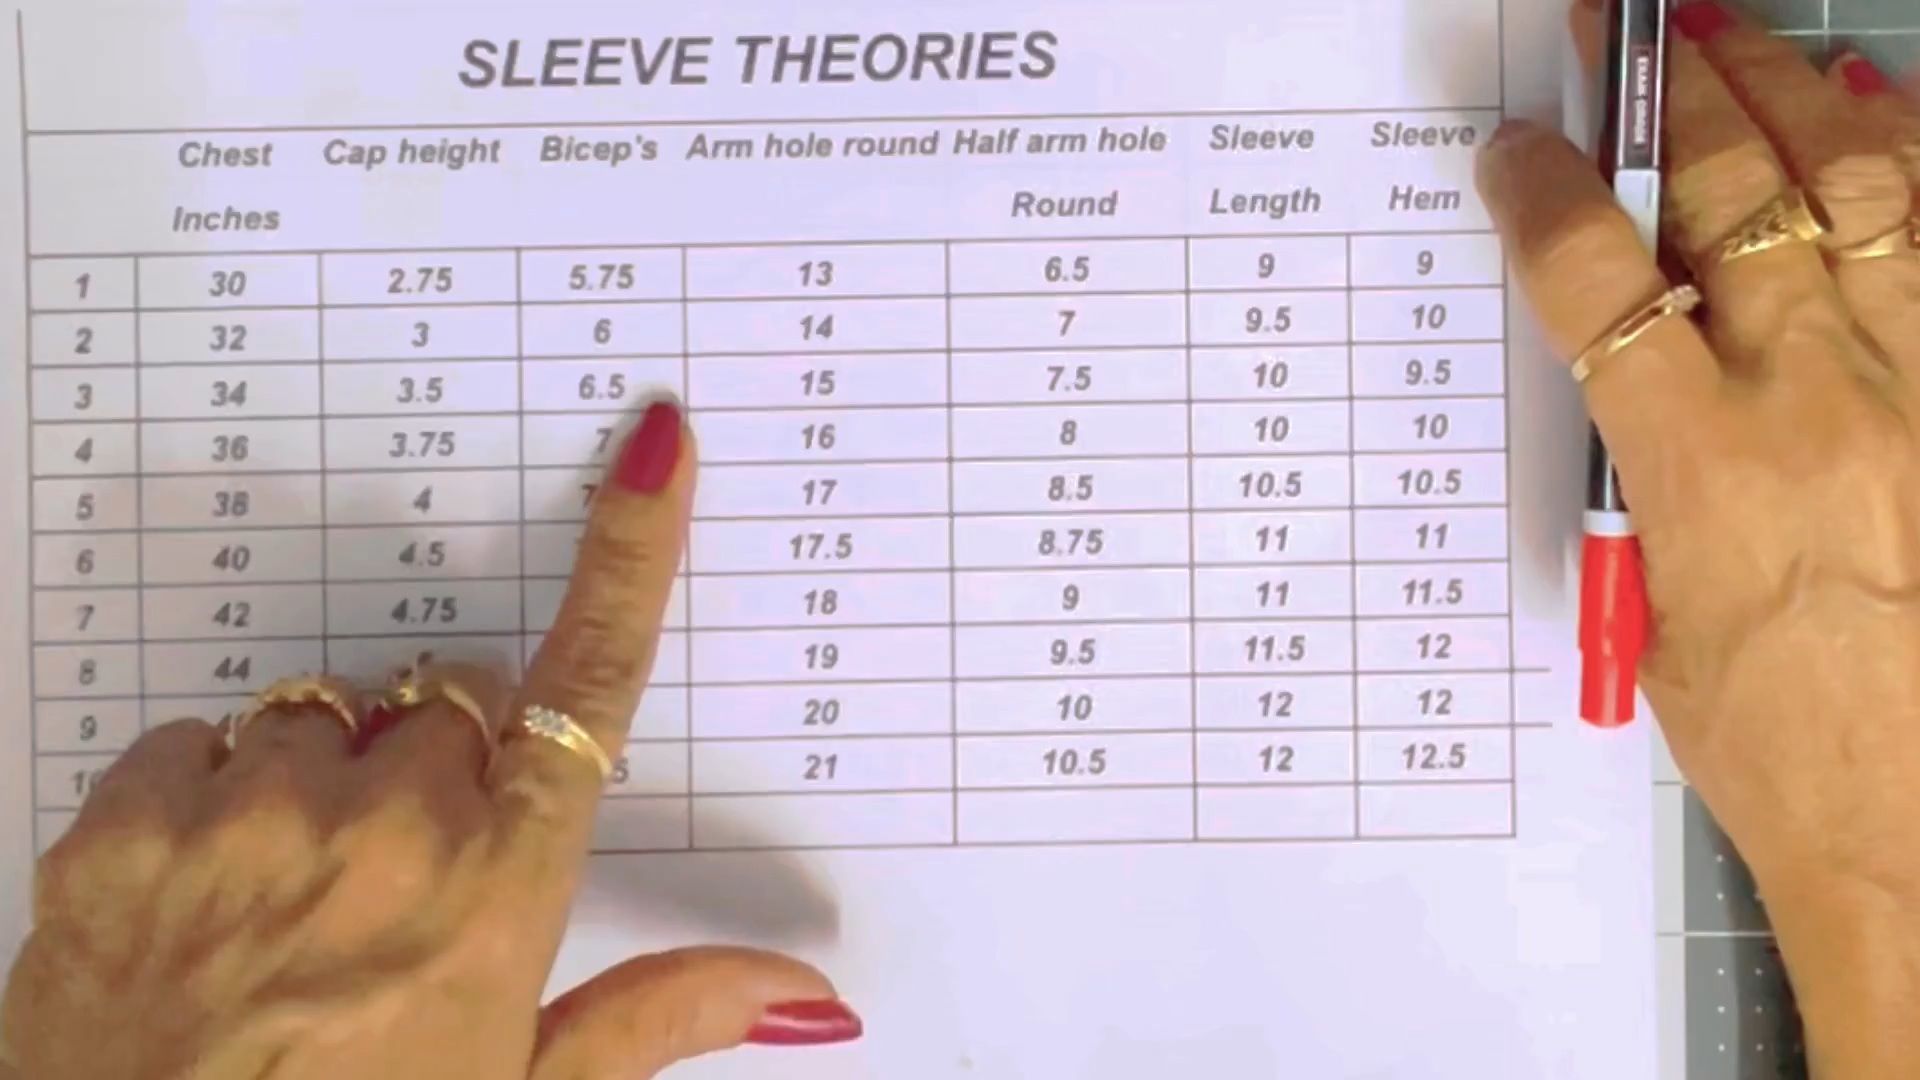 SLEEVE THEORIES
Chest Cap height Bicep's Arm hole round Half arm hole Sleeve Sleeve
Inches Round Length Hem
1 30 2.75 5.75 13 6.5 9 9
2 32 3 6 14 7 9.5 10
3 34 3.5 6.5 15 7.5 10 9.5
4 36 3.75 7 16 8 10 10
5 38 4 17 8.5 10.5 10.5
6 40 4.5 17.5 8.75 11 11
7 42 4.75 18 9 11 11.5
8 44 19 9.5 11.5 12
9 20 10 12 12
21 10.5 12 12.5